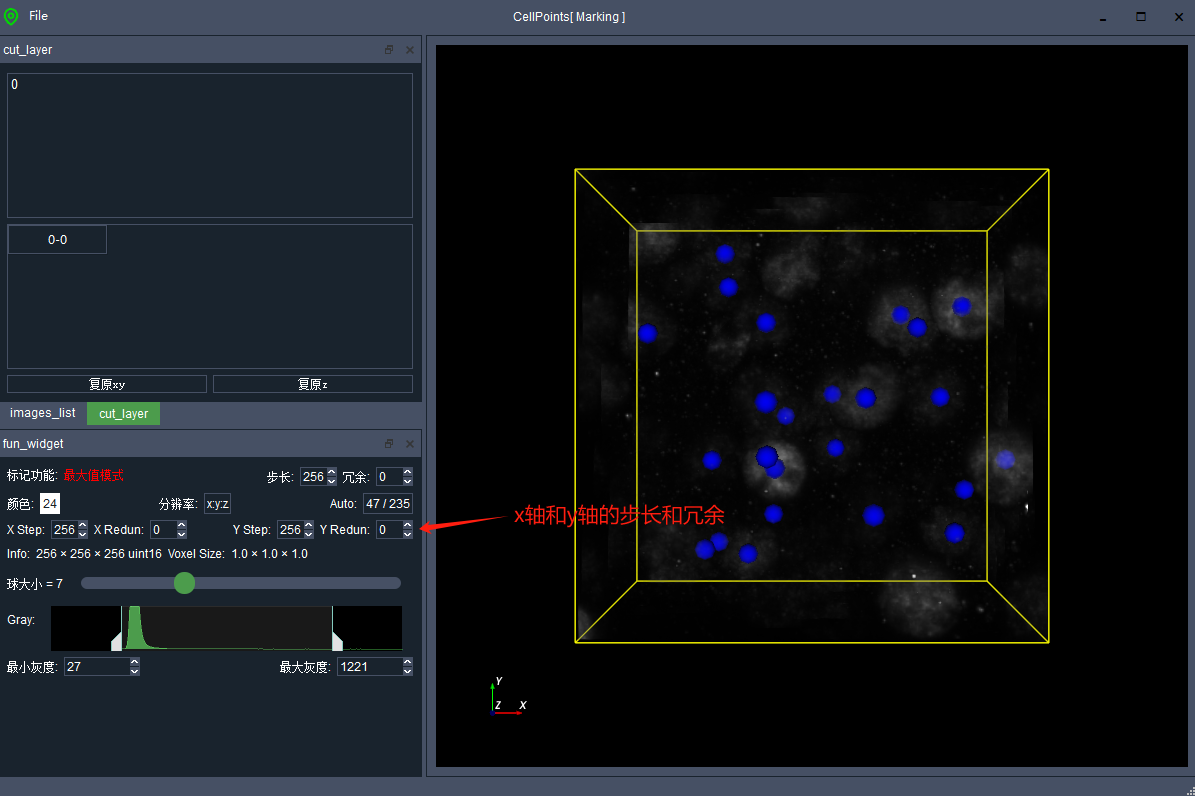 File
CellPoints[ Marking ]
cut_layer
0
0-0
复原xy
复原z
images_list
cut_layer
fun_widget
标记功能: 最大值模式 步长: 256 冗余: 0
颜色: 24 分辨率: x:y:z Auto: 47 / 235
X Step: 256 X Redun: 0 Y Step: 256 Y Redun: 0
x轴和y轴的步长和冗余
Info: 256 × 256 × 256 uint16 Voxel Size: 1.0 × 1.0 × 1.0
球大小 = 7
Gray:
最小灰度: 27 最大灰度: 1221
Y
Z X